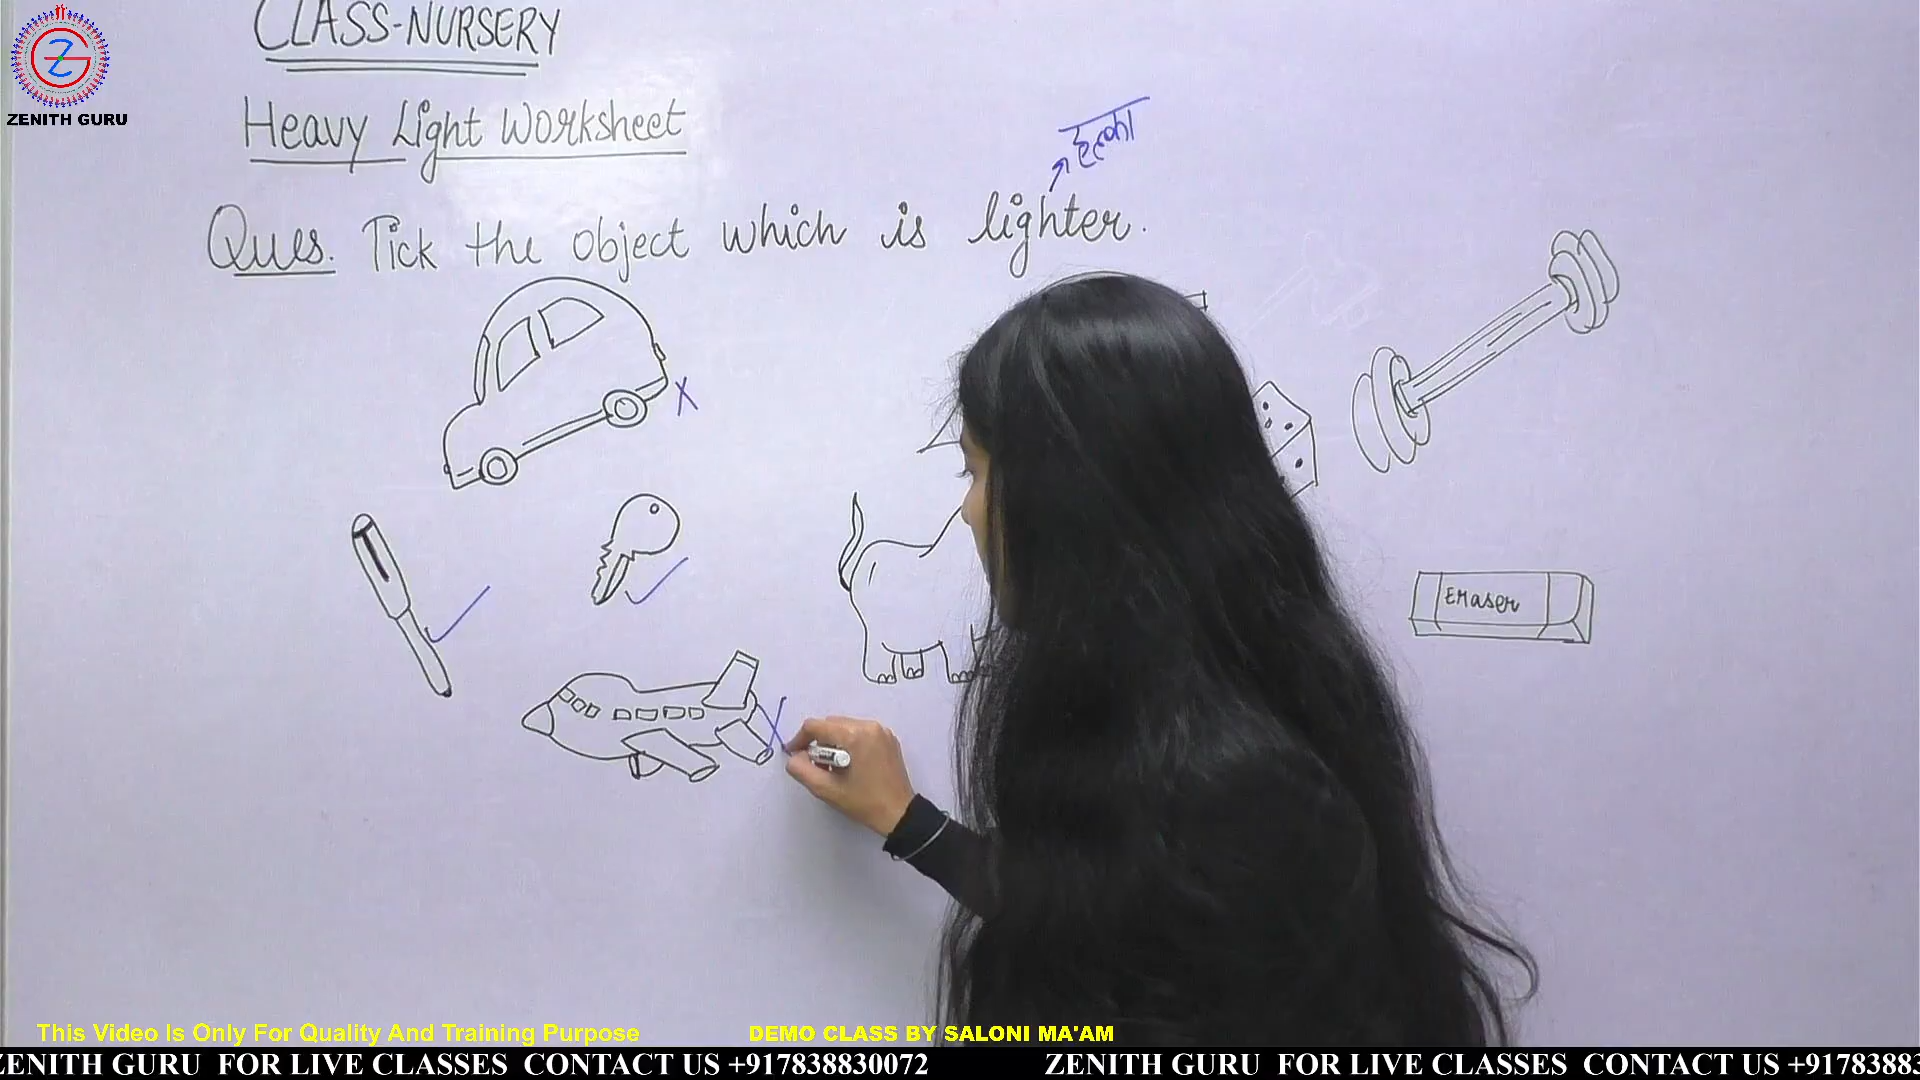 CLASS-NURSERY
ZENITH GURU
Heavy Light Worksheet
हल्का
Ques. Tick the object which is lighter.
Eraser
This Video Is Only For Quality And Training Purpose
DEMO CLASS BY SALONI MA'AM
ZENITH GURU FOR LIVE CLASSES CONTACT US +917838830072 ZENITH GURU FOR LIVE CLASSES CONTACT US +91783883